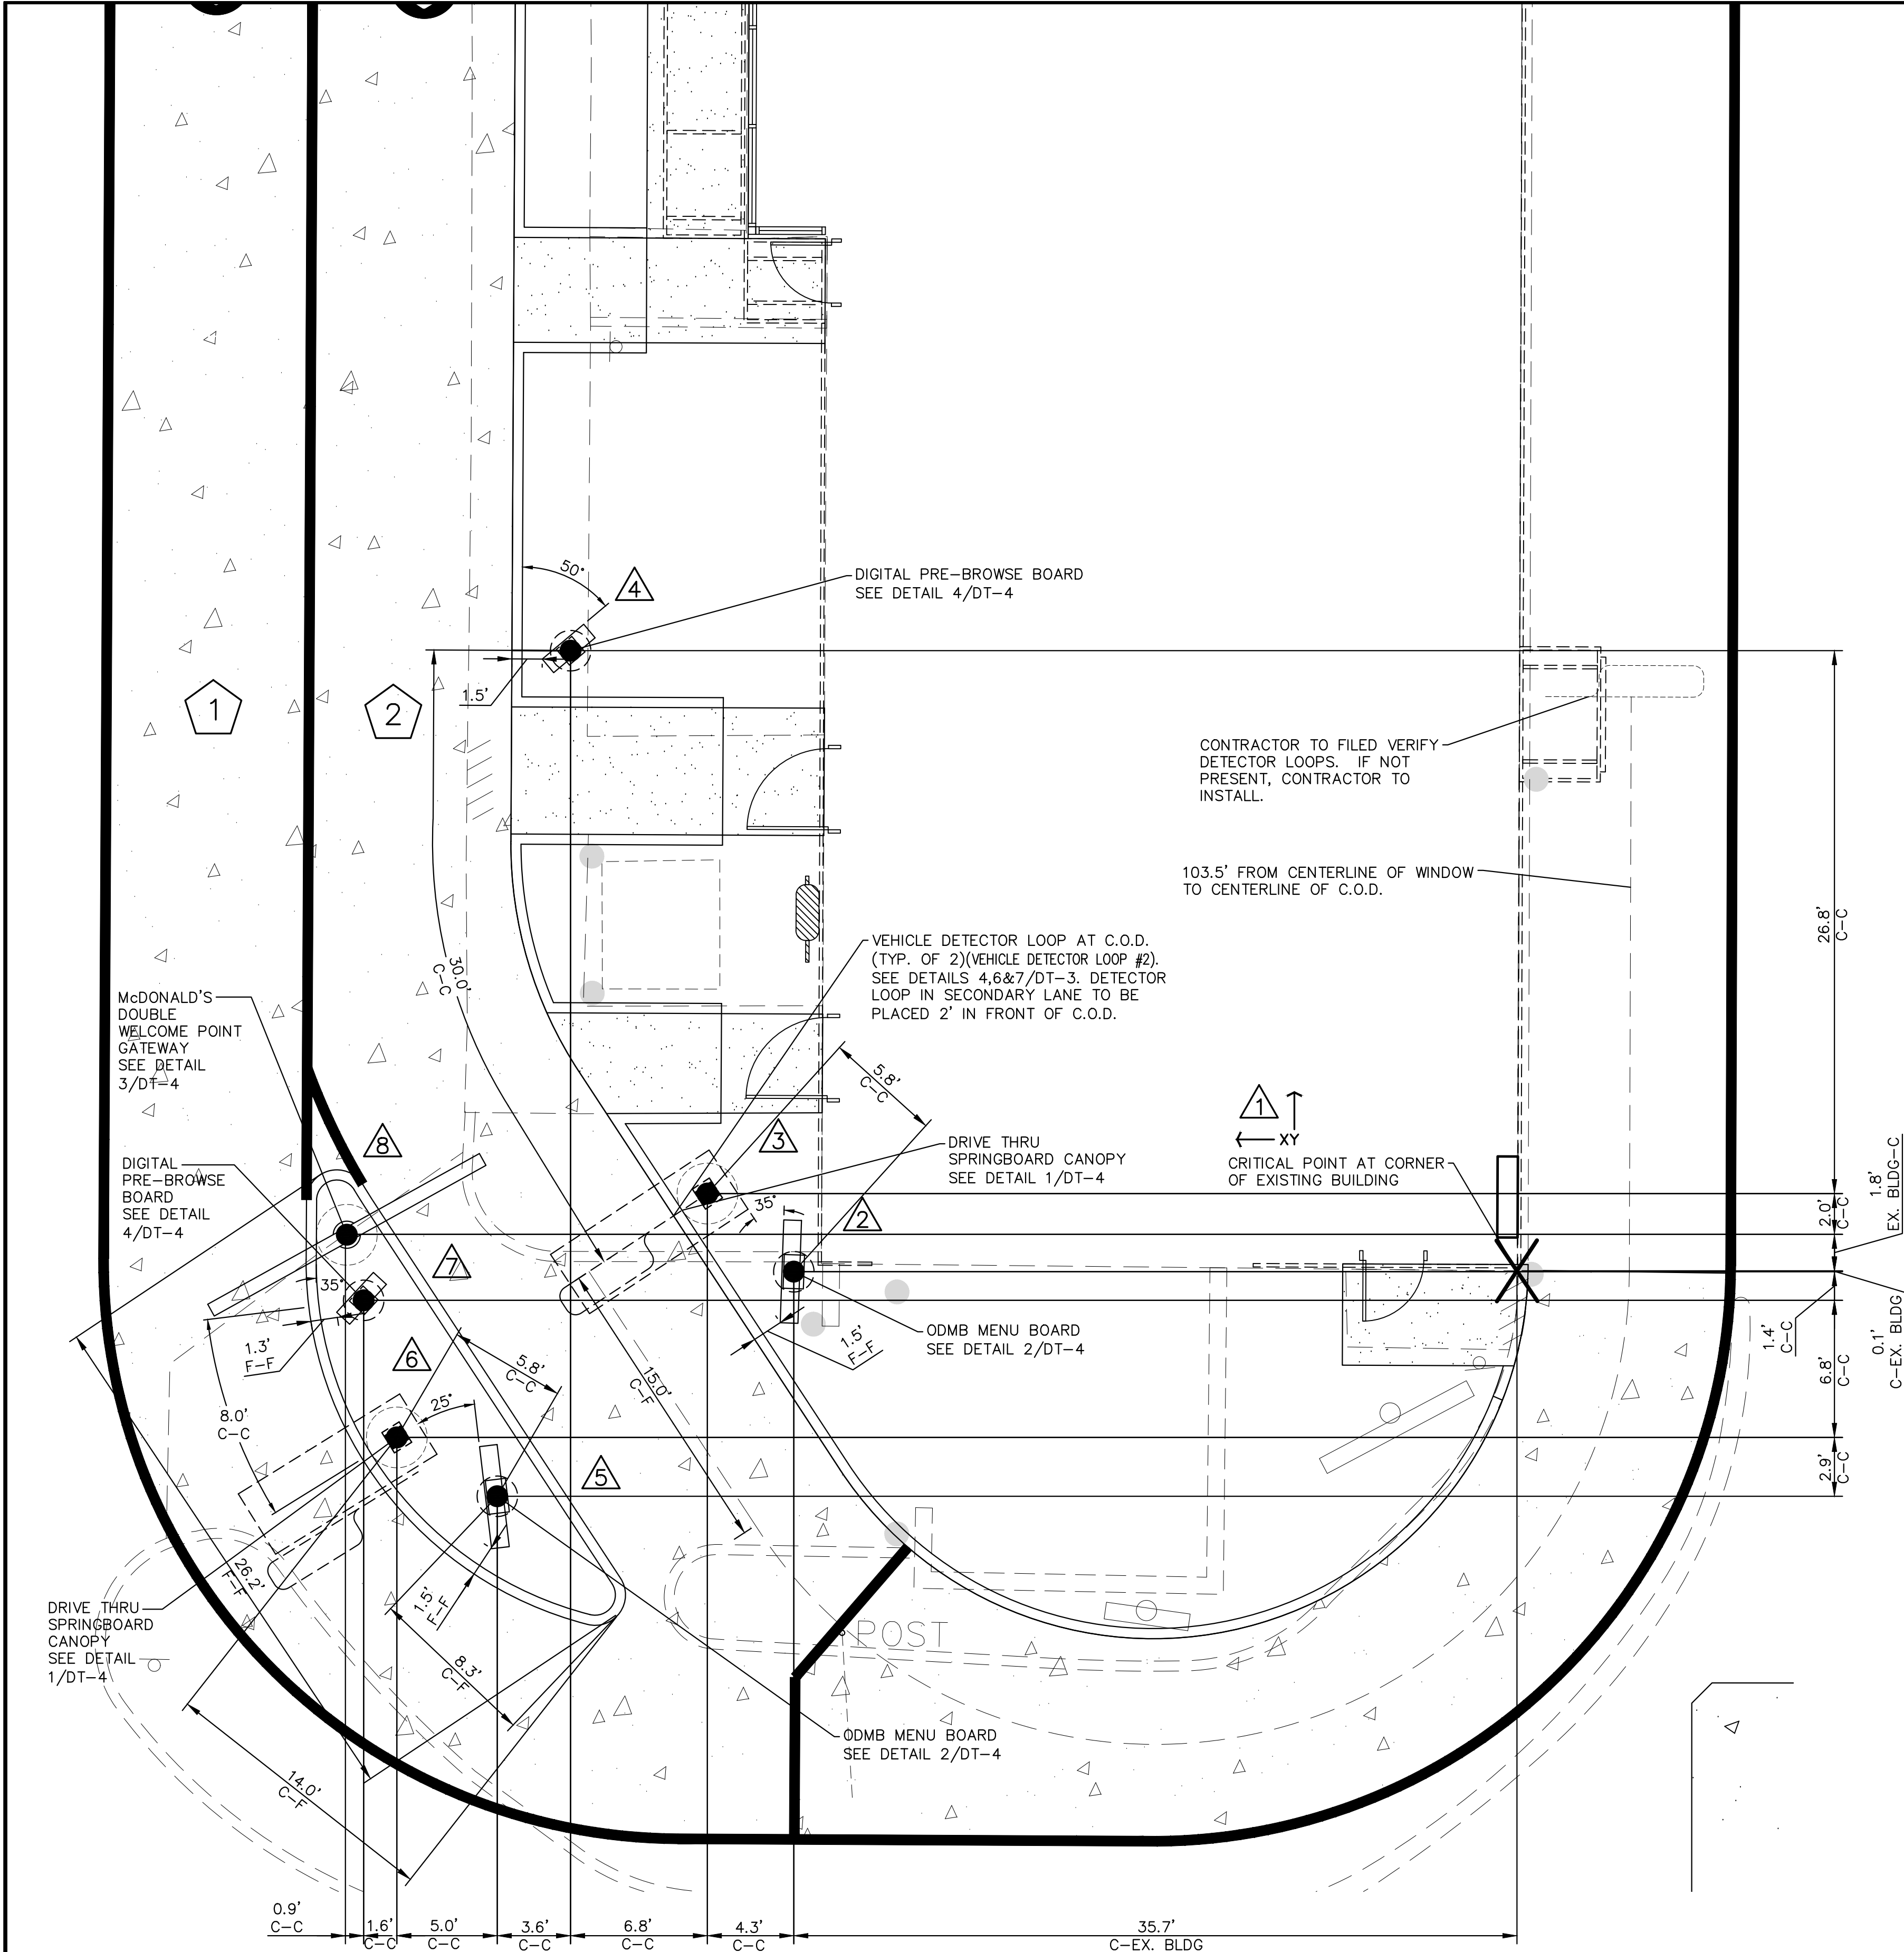 50°
4
DIGITAL PRE-BROWSE BOARD
SEE DETAIL 4/DT-4
1.5'
1
2
CONTRACTOR TO FILED VERIFY
DETECTOR LOOPS. IF NOT
PRESENT, CONTRACTOR TO
INSTALL.
103.5' FROM CENTERLINE OF WINDOW
TO CENTERLINE OF C.O.D.
26.8'
C-C
VEHICLE DETECTOR LOOP AT C.O.D.
(TYP. OF 2)(VEHICLE DETECTOR LOOP #2).
SEE DETAILS 4,6&7/DT-3. DETECTOR
LOOP IN SECONDARY LANE TO BE
PLACED 2' IN FRONT OF C.O.D.
30.0'
C-C
McDONALD'S
DOUBLE
WELCOME POINT
GATEWAY
SEE DETAIL
3/DT-4
5.8'
C-C
1
XY
3
8
DRIVE THRU
SPRINGBOARD CANOPY
SEE DETAIL 1/DT-4
CRITICAL POINT AT CORNER
OF EXISTING BUILDING
DIGITAL
PRE-BROWSE
BOARD
SEE DETAIL
4/DT-4
35°
2
2.0'
C-C
1.8'
EX. BLDG-C
7
35°
1.3'
F-F
6
1.5'
F-F
ODMB MENU BOARD
SEE DETAIL 2/DT-4
1.4'
C-C
0.1'
C-EX. BLDG
6.8'
C-C
5.8'
C-C
15.0'
C-F
25°
8.0'
C-C
5
2.9'
C-C
26.2'
F-F
1.5'
F-F
DRIVE THRU
SPRINGBOARD
CANOPY
SEE DETAIL
1/DT-4
POST
8.3'
C-F
ODMB MENU BOARD
SEE DETAIL 2/DT-4
14.0'
C-F
0.9'
C-C
1.6'
C-C
5.0'
C-C
3.6'
C-C
6.8'
C-C
4.3'
C-C
35.7'
C-EX. BLDG